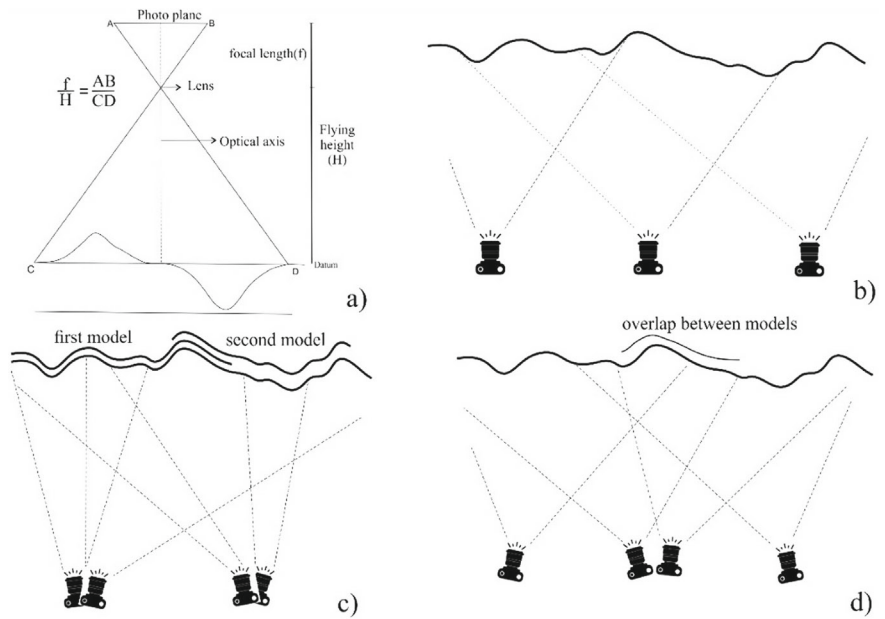 Photo plane
A
B
focal length(f)
f/H = AB/CD
Lens
Optical axis
Flying
height
(H)
C
D
Datum
a)
b)
first model
second model
c)
overlap between models
d)